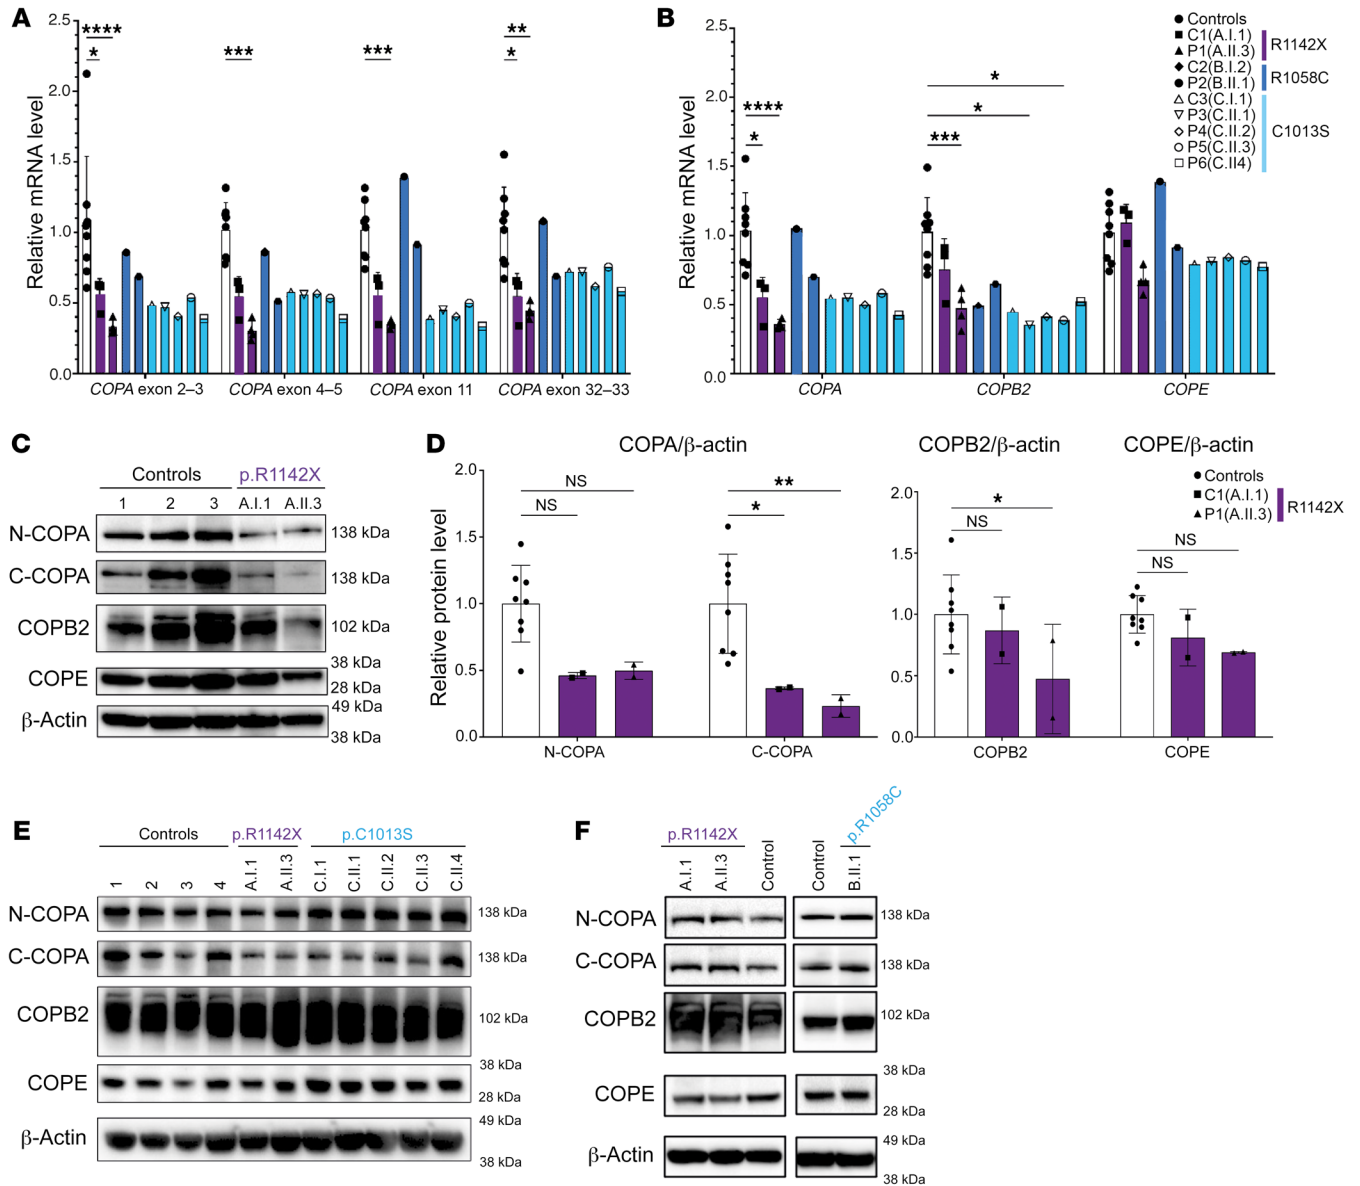 A
Relative mRNA level
2.5
2.0
1.5
1.0
0.5
0.0
**** * *** *** ** *
COPA exon 2–3 COPA exon 4–5 COPA exon 11 COPA exon 32–33
B
Relative mRNA level
2.5
2.0
1.5
1.0
0.5
0.0
**** * *** * *
COPA COPB2 COPE
Controls
C1(A.I.1)
P1(A.II.3)
R1142X
C2(B.I.2)
P2(B.II.1)
R1058C
C3(C.I.1)
P3(C.II.1)
P4(C.II.2)
P5(C.II.3)
P6(C.II4)
C1013S
C
Controls p.R1142X
1 2 3 A.I.1 A.II.3
N-COPA 138 kDa
C-COPA 138 kDa
COPB2 102 kDa
38 kDa
COPE 28 kDa
49 kDa
β-Actin
38 kDa
D
COPA/β-actin COPB2/β-actin COPE/β-actin
Relative protein level
2.0
1.5
1.0
0.5
0.0
NS
NS
**
*
N-COPA C-COPA
2.0
1.5
1.0
0.5
0.0
*
NS
COPB2
NS
NS
COPE
Controls
C1(A.I.1)
P1(A.II.3)
R1142X
E
Controls p.R1142X p.C1013S
1 2 3 4 A.I.1 A.II.3 C.I.1 C.II.1 C.II.2 C.II.3 C.II.4
N-COPA 138 kDa
C-COPA 138 kDa
COPB2 102 kDa
38 kDa
COPE
28 kDa
49 kDa
β-Actin
38 kDa
F
p.R1142X p.R1058C
A.I.1 A.II.3 Control Control B.II.1
N-COPA 138 kDa
C-COPA 138 kDa
COPB2 102 kDa
38 kDa
COPE
28 kDa
49 kDa
β-Actin
38 kDa